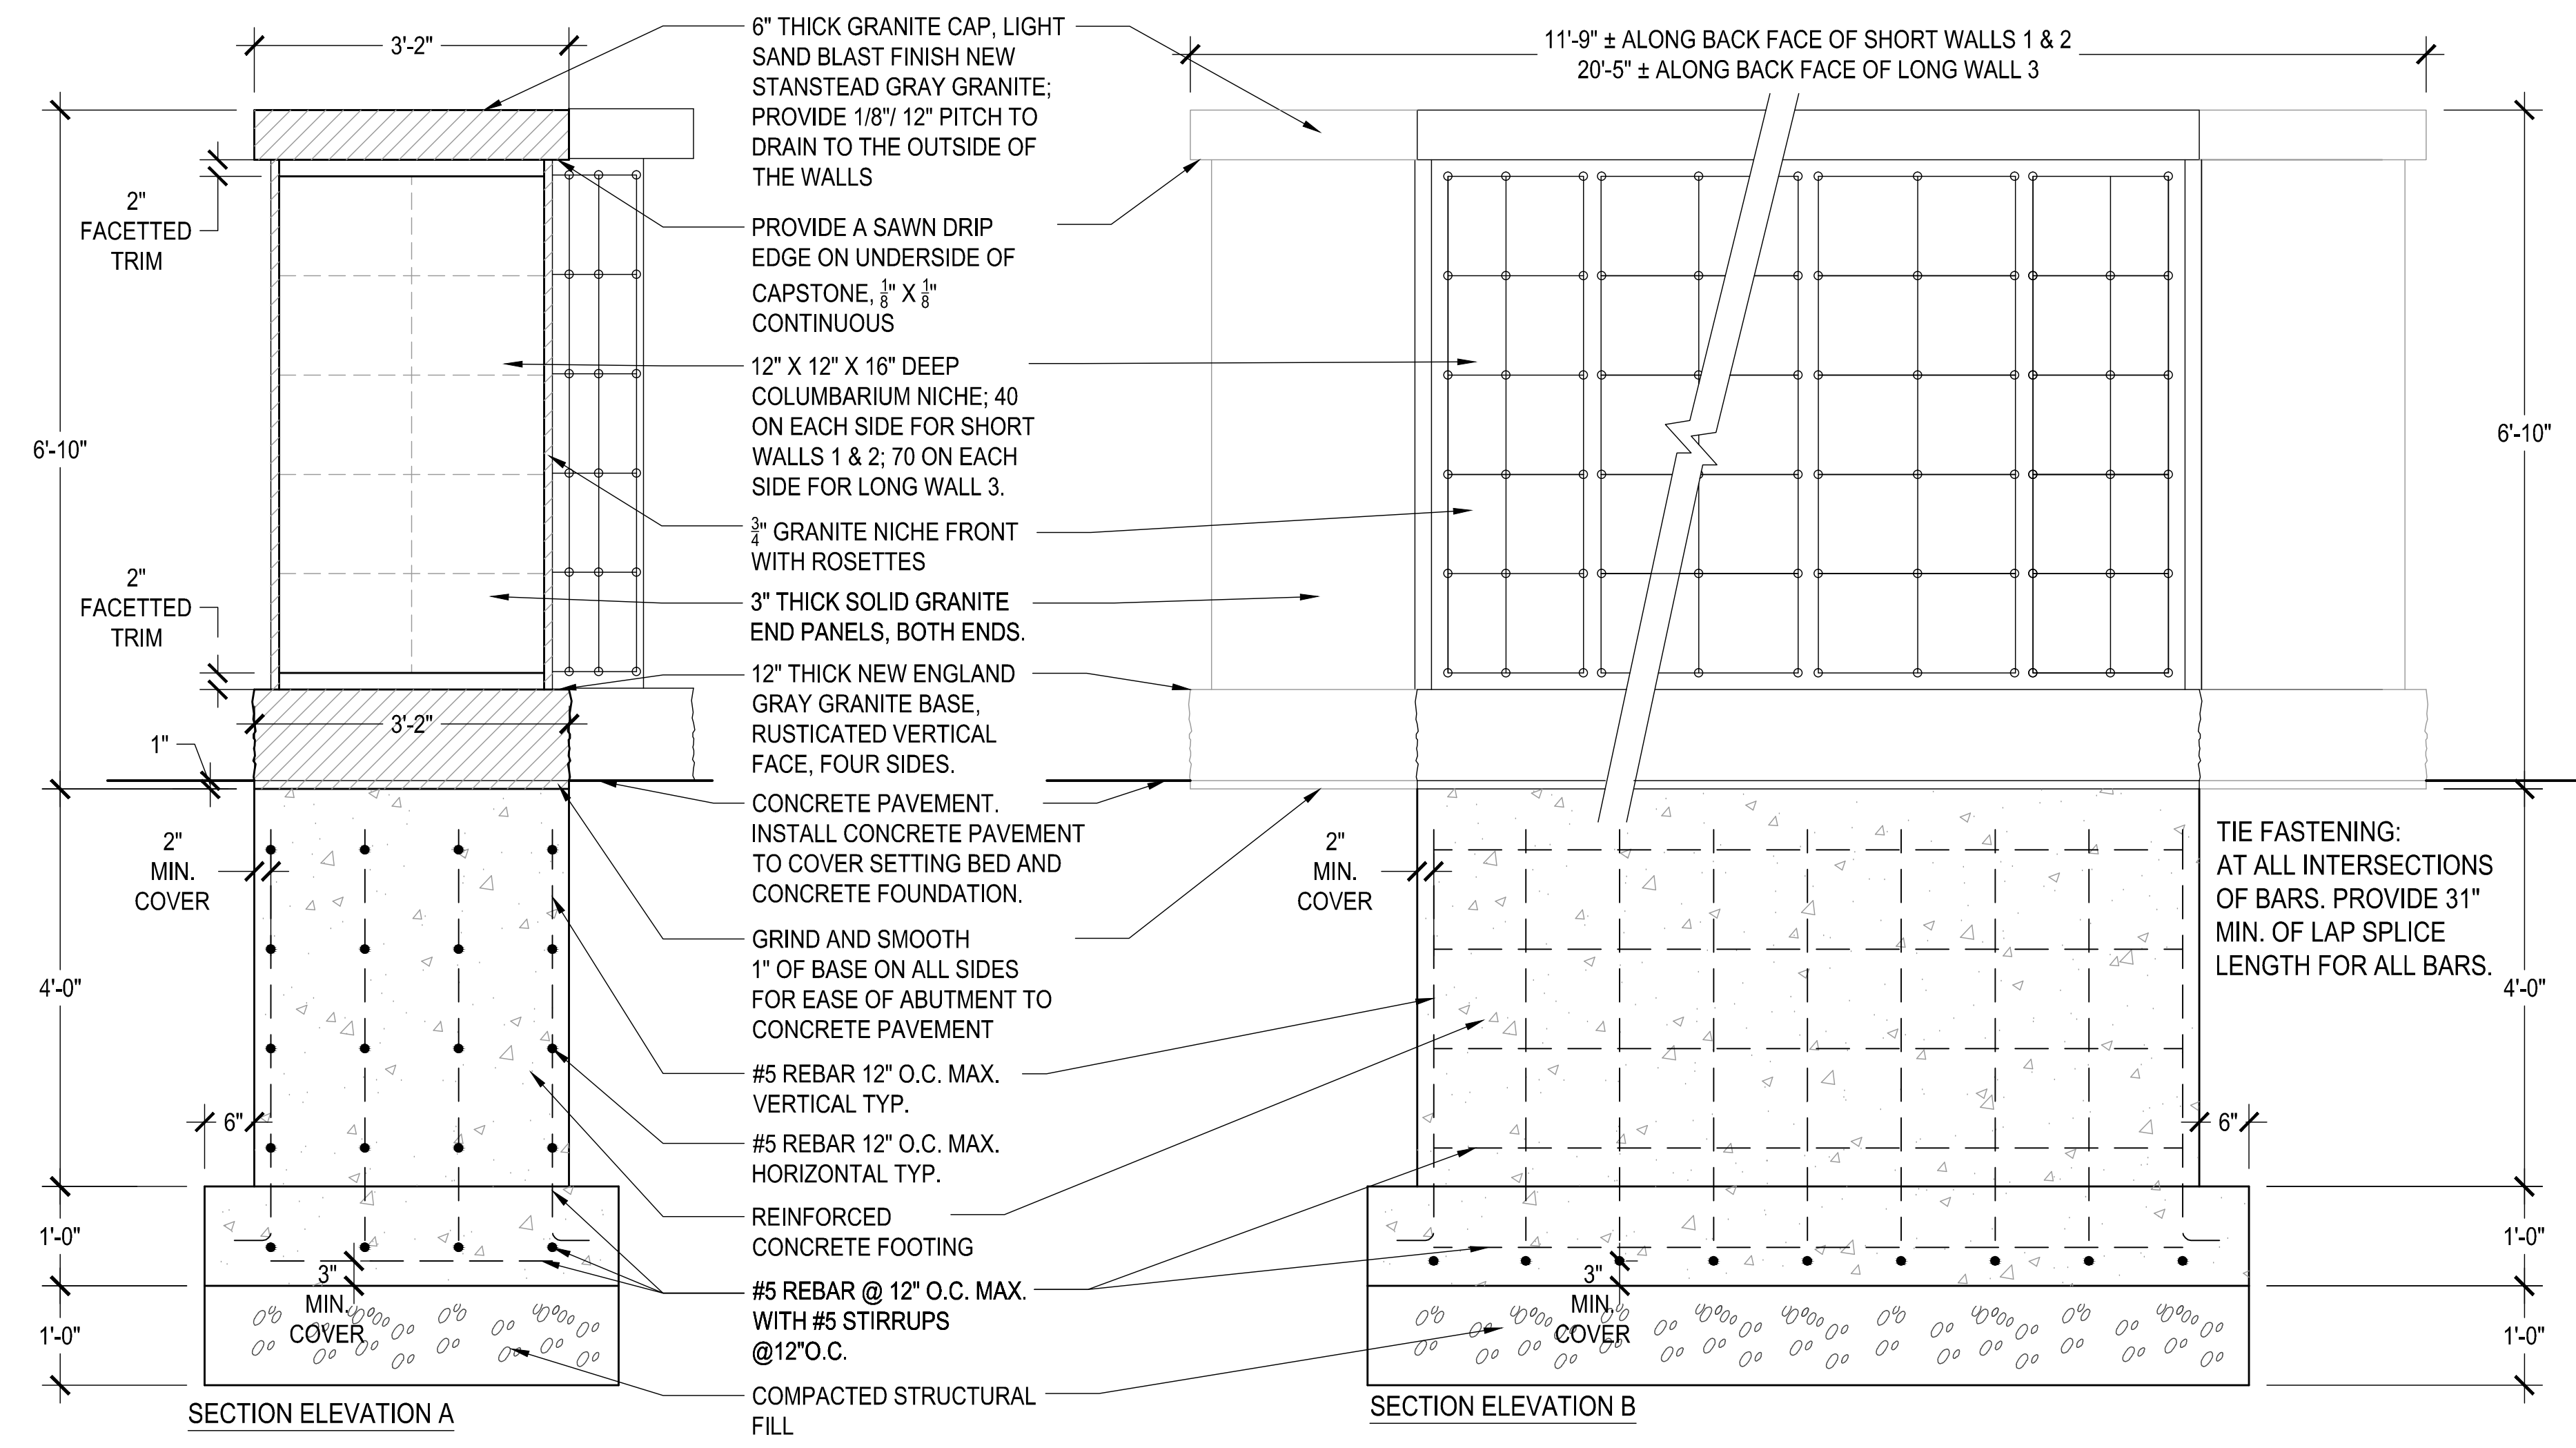 3'-2"
6" THICK GRANITE CAP, LIGHT
SAND BLAST FINISH NEW
STANSTEAD GRAY GRANITE;
PROVIDE 1/8"/ 12" PITCH TO
DRAIN TO THE OUTSIDE OF
THE WALLS
11'-9" ± ALONG BACK FACE OF SHORT WALLS 1 & 2
20'-5" ± ALONG BACK FACE OF LONG WALL 3
2"
FACETTED
TRIM
PROVIDE A SAWN DRIP
EDGE ON UNDERSIDE OF
CAPSTONE, 1/8" X 1/8"
CONTINUOUS
12" X 12" X 16" DEEP
COLUMBARIUM NICHE; 40
ON EACH SIDE FOR SHORT
WALLS 1 & 2; 70 ON EACH
SIDE FOR LONG WALL 3.
6'-10"
6'-10"
3/4" GRANITE NICHE FRONT
WITH ROSETTES
2"
FACETTED
TRIM
3" THICK SOLID GRANITE
END PANELS, BOTH ENDS.
12" THICK NEW ENGLAND
GRAY GRANITE BASE,
RUSTICATED VERTICAL
FACE, FOUR SIDES.
3'-2"
1"
CONCRETE PAVEMENT.
INSTALL CONCRETE PAVEMENT
TO COVER SETTING BED AND
CONCRETE FOUNDATION.
2"
MIN.
COVER
2"
MIN.
COVER
TIE FASTENING:
AT ALL INTERSECTIONS
OF BARS. PROVIDE 31"
MIN. OF LAP SPLICE
LENGTH FOR ALL BARS.
GRIND AND SMOOTH
1" OF BASE ON ALL SIDES
FOR EASE OF ABUTMENT TO
CONCRETE PAVEMENT
4'-0"
4'-0"
#5 REBAR 12" O.C. MAX.
VERTICAL TYP.
6"
6"
#5 REBAR 12" O.C. MAX.
HORIZONTAL TYP.
REINFORCED
CONCRETE FOOTING
1'-0"
1'-0"
3"
MIN.
COVER
3"
MIN.
COVER
#5 REBAR @ 12" O.C. MAX.
WITH #5 STIRRUPS
@12"O.C.
1'-0"
1'-0"
COMPACTED STRUCTURAL
FILL
SECTION ELEVATION A
SECTION ELEVATION B